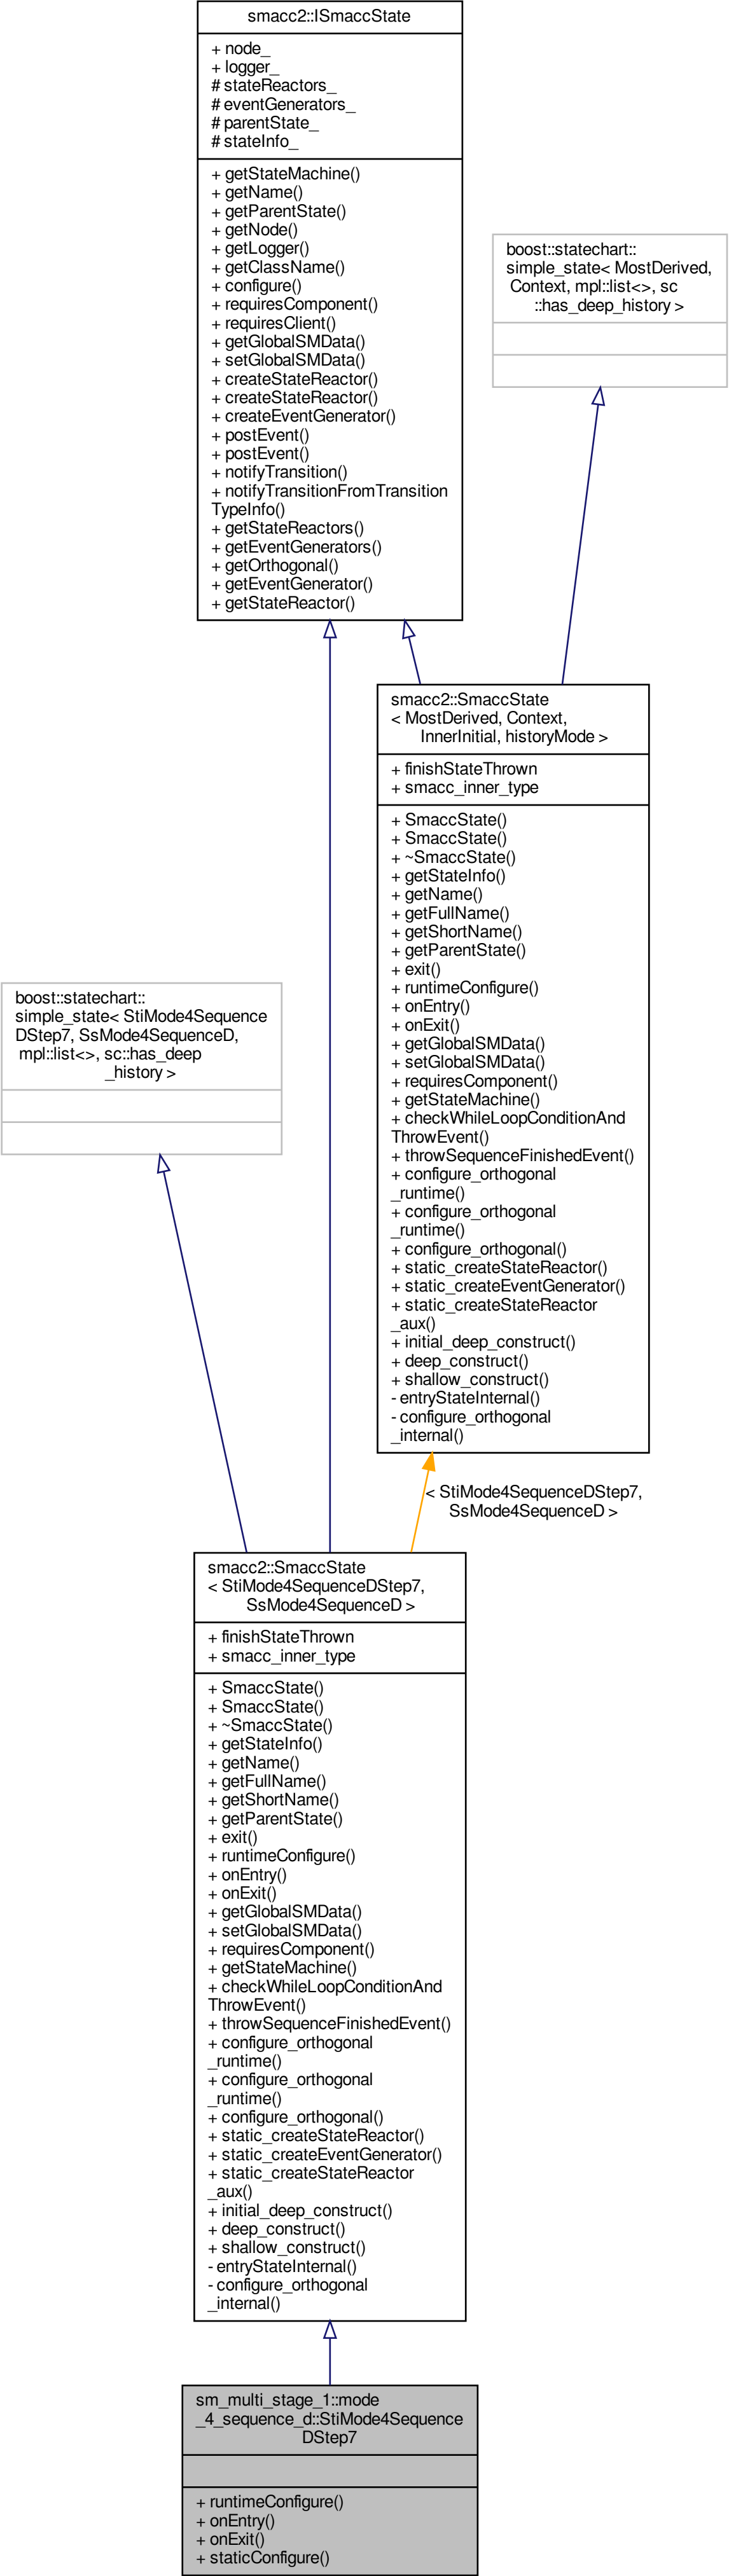 smacc2::ISmaccState
+ node_
+ logger_
# stateReactors_
# eventGenerators_
# parentState_
# stateInfo_
+ getStateMachine()
+ getName()
+ getParentState()
+ getNode()
+ getLogger()
+ getClassName()
+ configure()
+ requiresComponent()
+ requiresClient()
+ getGlobalSMData()
+ setGlobalSMData()
+ createStateReactor()
+ createStateReactor()
+ createEventGenerator()
+ postEvent()
+ postEvent()
+ notifyTransition()
+ notifyTransitionFromTransition
TypeInfo()
+ getStateReactors()
+ getEventGenerators()
+ getOrthogonal()
+ getEventGenerator()
+ getStateReactor()
boost::statechart::
simple_state< MostDerived,
Context, mpl::list<>, sc
::has_deep_history >
smacc2::SmaccState
< MostDerived, Context,
InnerInitial, historyMode >
+ finishStateThrown
+ smacc_inner_type
+ SmaccState()
+ SmaccState()
+ ~SmaccState()
+ getStateInfo()
+ getName()
+ getFullName()
+ getShortName()
+ getParentState()
+ exit()
+ runtimeConfigure()
+ onEntry()
+ onExit()
+ getGlobalSMData()
+ setGlobalSMData()
+ requiresComponent()
+ getStateMachine()
+ checkWhileLoopConditionAnd
ThrowEvent()
+ throwSequenceFinishedEvent()
+ configure_orthogonal
_runtime()
+ configure_orthogonal
_runtime()
+ configure_orthogonal()
+ static_createStateReactor()
+ static_createEventGenerator()
+ static_createStateReactor
_aux()
+ initial_deep_construct()
+ deep_construct()
+ shallow_construct()
- entryStateInternal()
- configure_orthogonal
_internal()
boost::statechart::
simple_state< StiMode4Sequence
DStep7, SsMode4SequenceD,
mpl::list<>, sc::has_deep
_history >
< StiMode4SequenceDStep7,
SsMode4SequenceD >
smacc2::SmaccState
< StiMode4SequenceDStep7,
SsMode4SequenceD >
+ finishStateThrown
+ smacc_inner_type
+ SmaccState()
+ SmaccState()
+ ~SmaccState()
+ getStateInfo()
+ getName()
+ getFullName()
+ getShortName()
+ getParentState()
+ exit()
+ runtimeConfigure()
+ onEntry()
+ onExit()
+ getGlobalSMData()
+ setGlobalSMData()
+ requiresComponent()
+ getStateMachine()
+ checkWhileLoopConditionAnd
ThrowEvent()
+ throwSequenceFinishedEvent()
+ configure_orthogonal
_runtime()
+ configure_orthogonal
_runtime()
+ configure_orthogonal()
+ static_createStateReactor()
+ static_createEventGenerator()
+ static_createStateReactor
_aux()
+ initial_deep_construct()
+ deep_construct()
+ shallow_construct()
- entryStateInternal()
- configure_orthogonal
_internal()
sm_multi_stage_1::mode
_4_sequence_d::StiMode4Sequence
DStep7
+ runtimeConfigure()
+ onEntry()
+ onExit()
+ staticConfigure()